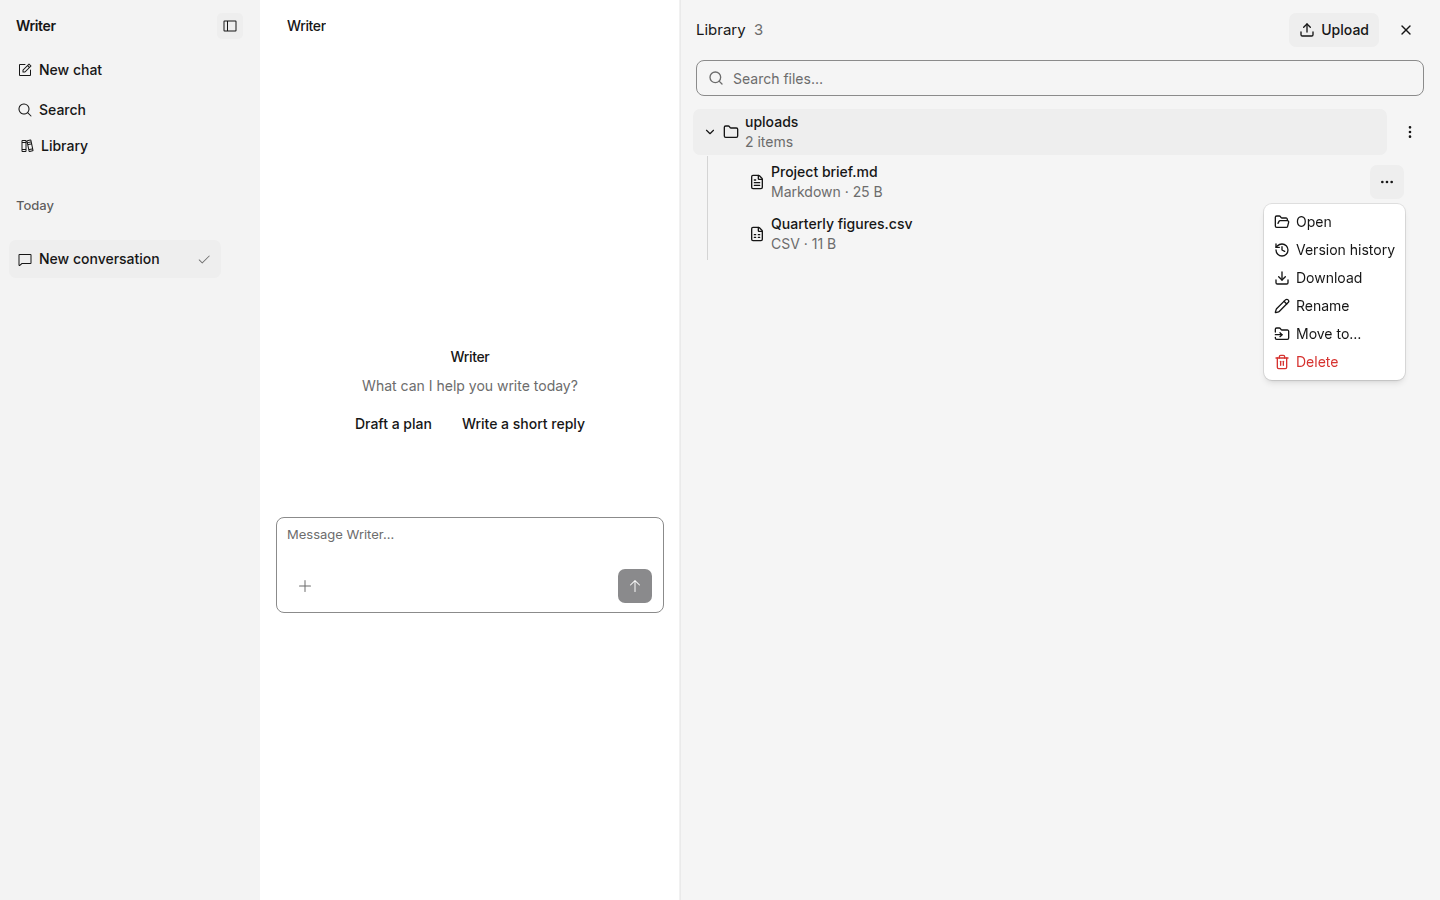 Writer
New chat
Search
Library
Today
New conversation
Writer
Writer
What can I help you write today?
Draft a plan
Write a short reply
Message Writer...
Library 3
Upload
Search files...
uploads
2 items
Project brief.md
Markdown · 25 B
Quarterly figures.csv
CSV · 11 B
Open
Version history
Download
Rename
Move to...
Delete